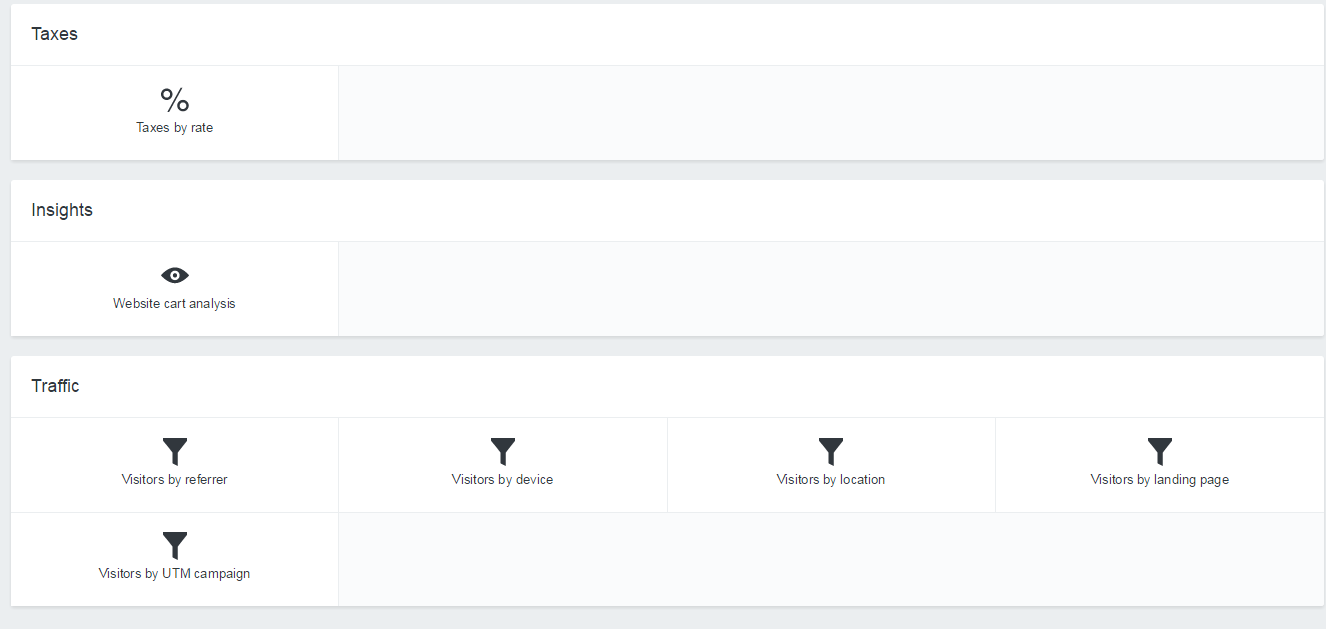 Taxes
Taxes by rate
Insights
Website cart analysis
Traffic
Visitors by referrer
Visitors by device
Visitors by location
Visitors by landing page
Visitors by UTM campaign